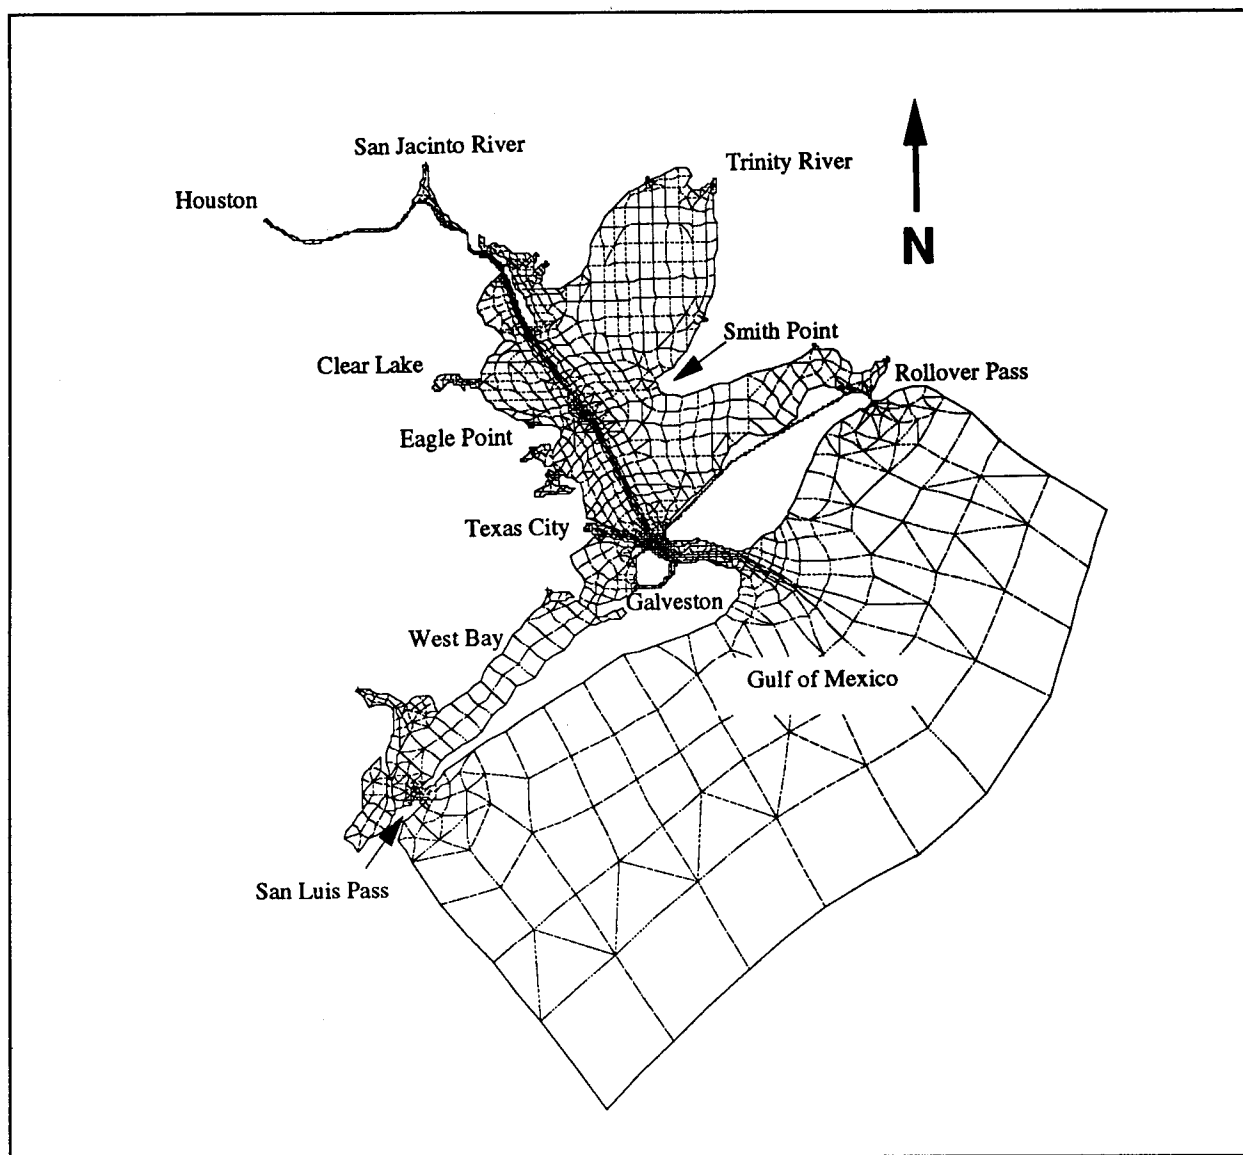 San Jacinto River
Trinity River
Houston
N
Smith Point
Clear Lake
Rollover Pass
Eagle Point
Texas City
Galveston
West Bay
Gulf of Mexico
San Luis Pass